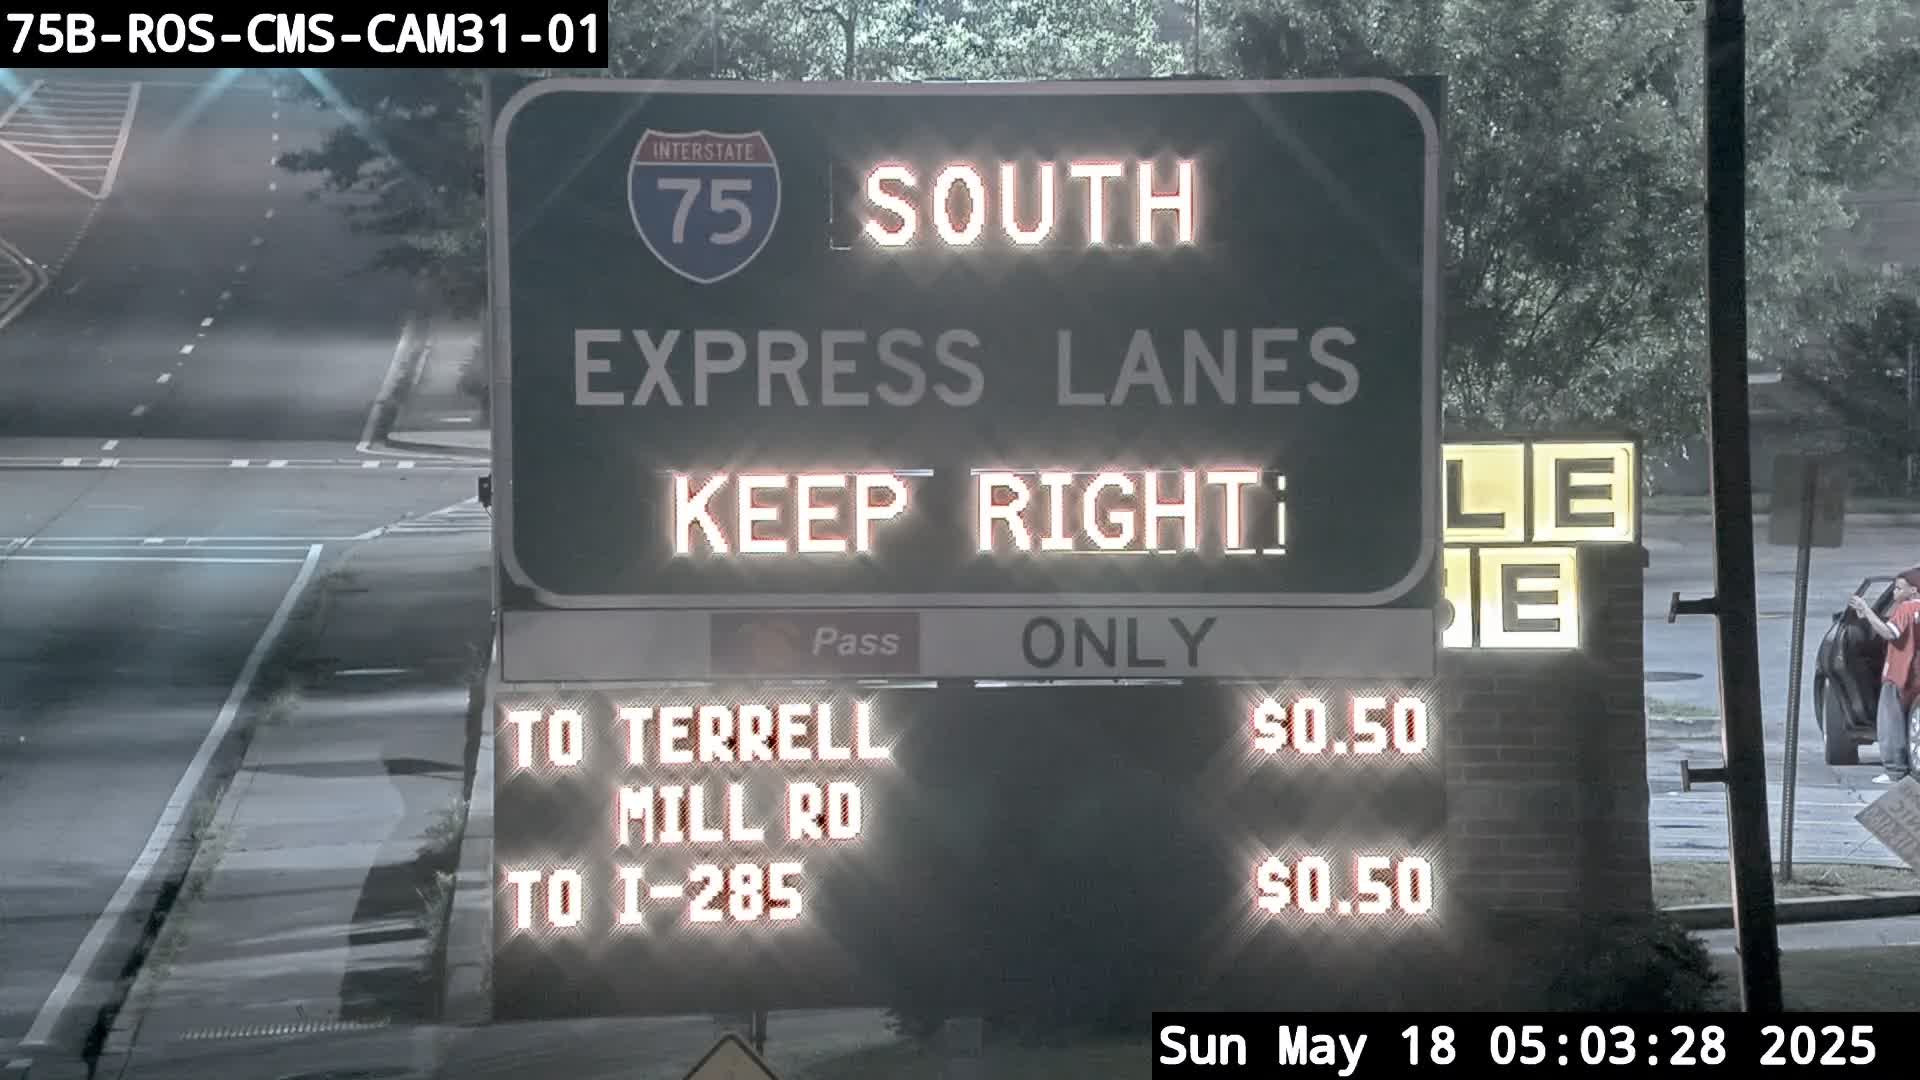 75B-ROS-CMS-CAM31-01
INTERSTATE
75
SOUTH
EXPRESS LANES
KEEP RIGHT
Pass ONLY
TO TERRELL $0.50
MILL RD
TO I-285 $0.50
LE
E
Sun May 18 05:03:28 2025